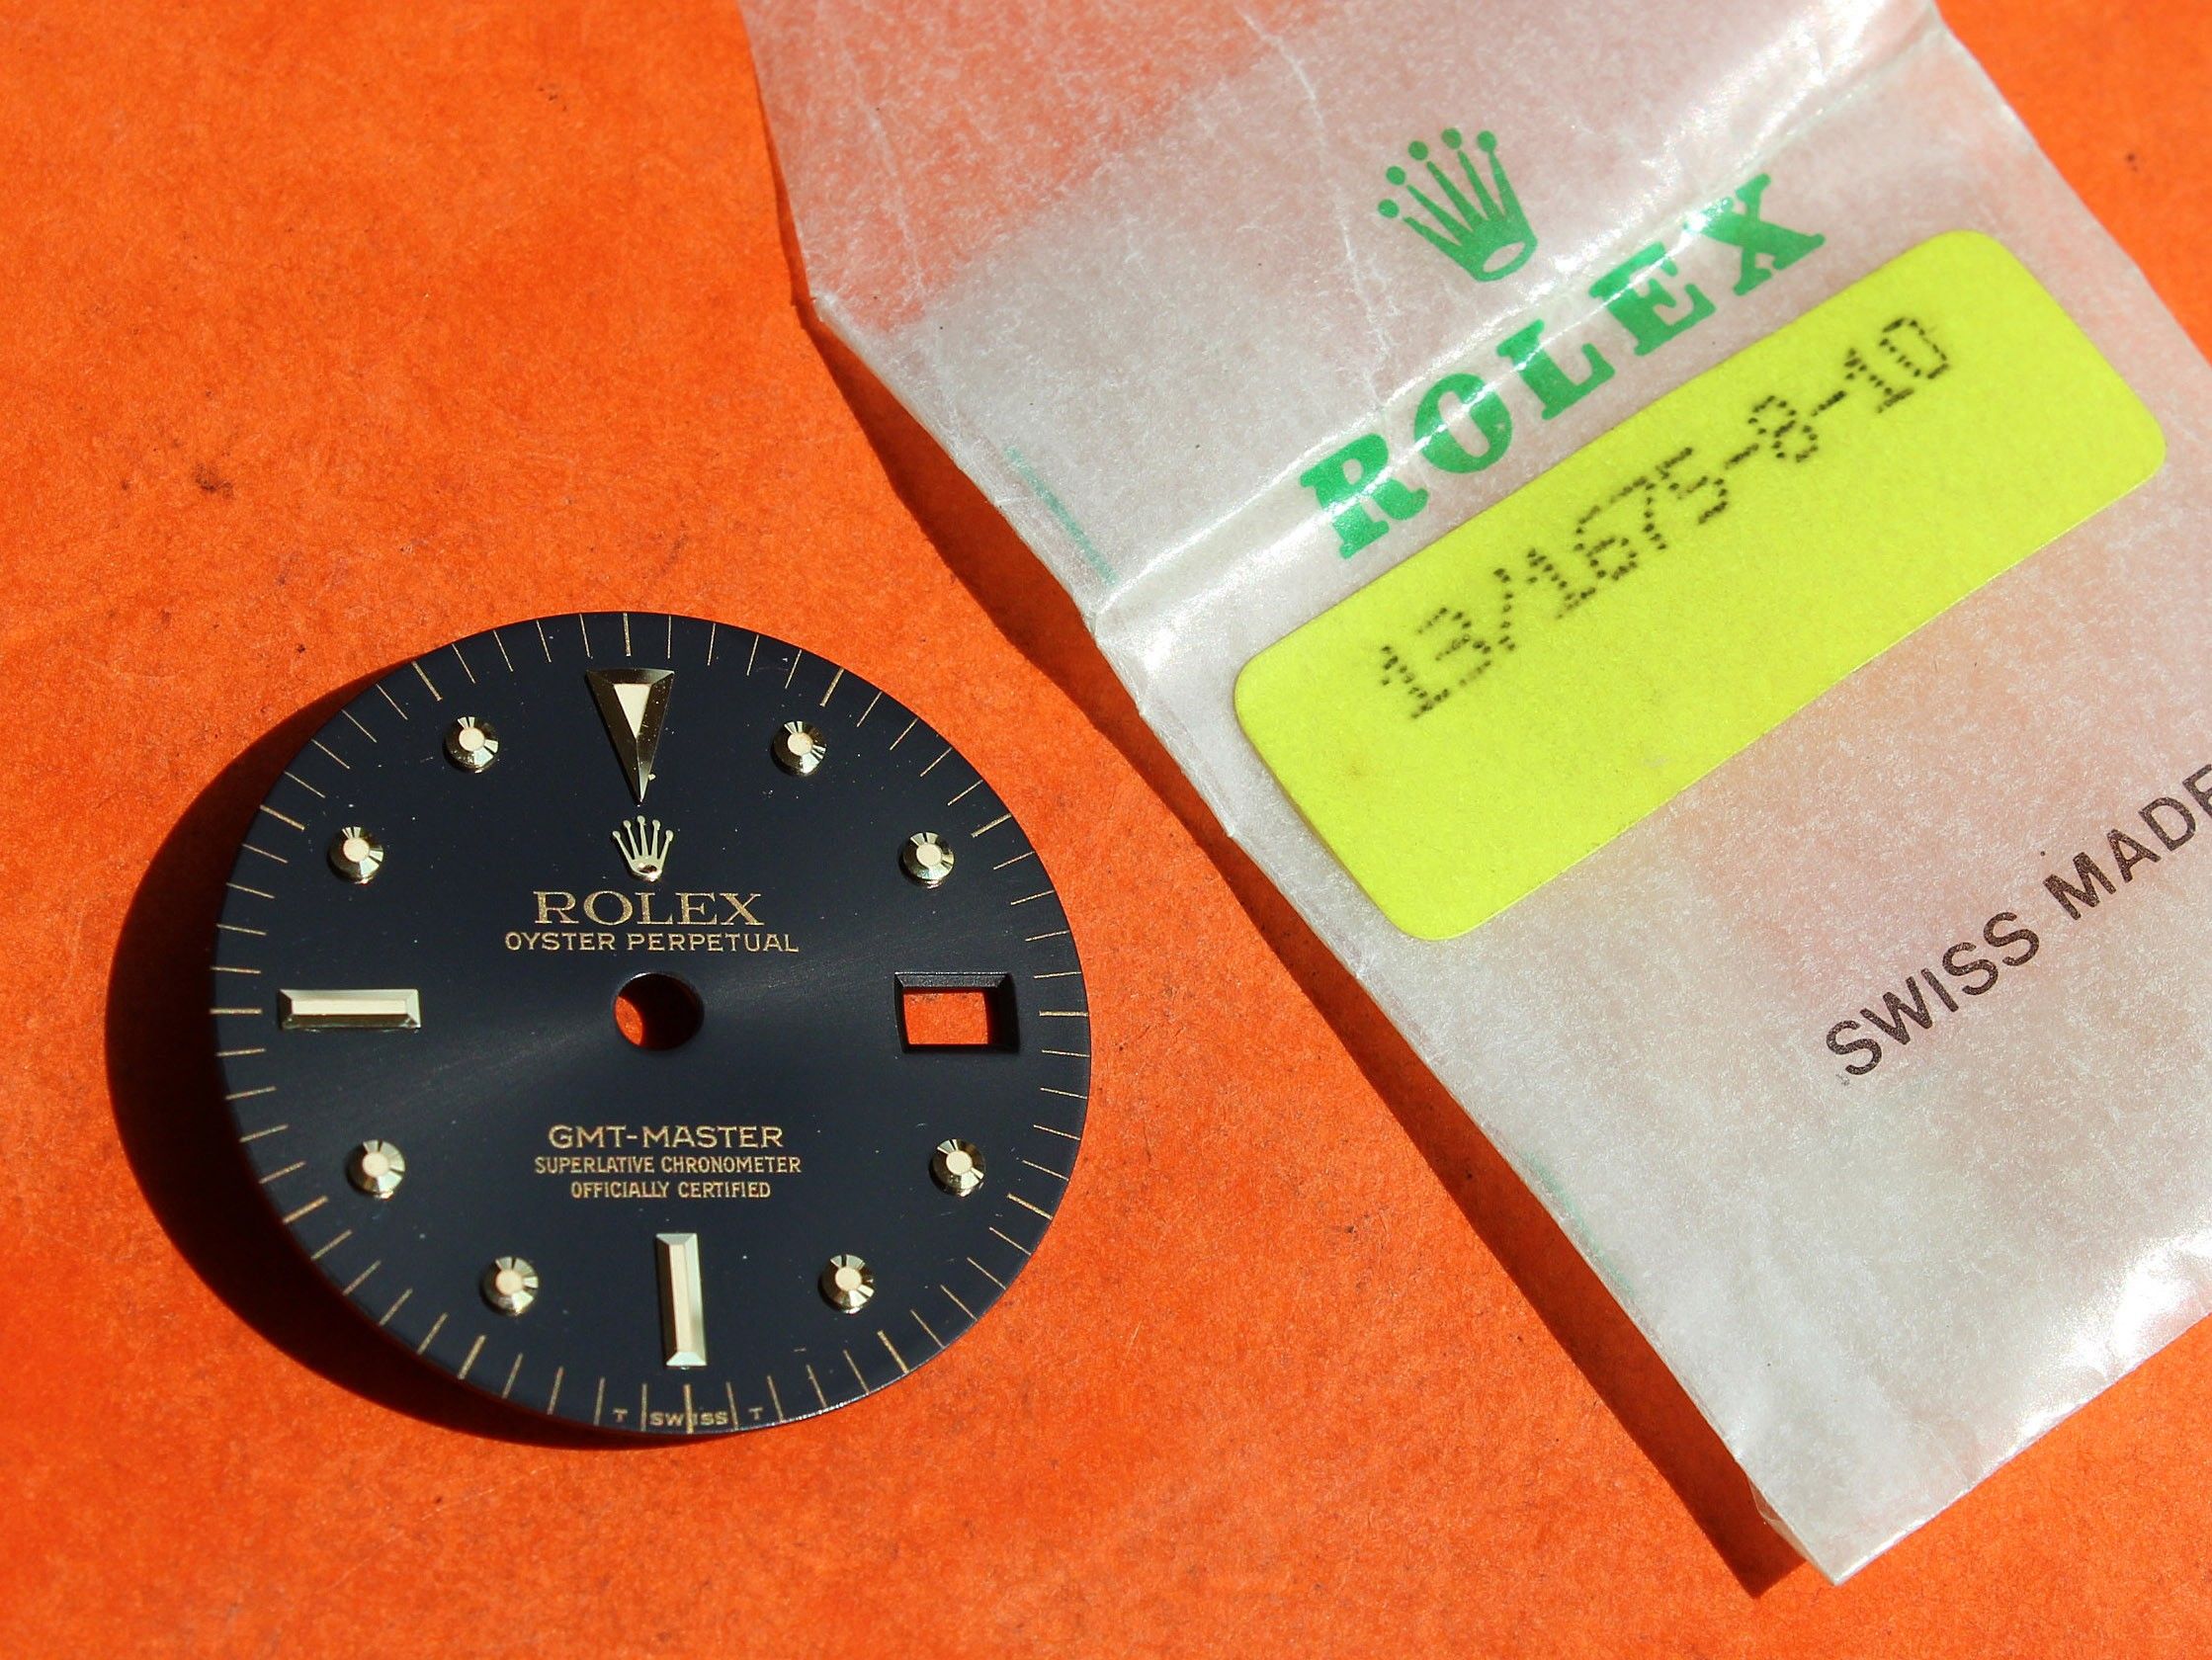 ROLEX
OYSTER PERPETUAL
GMT-MASTER
SUPERLATIVE CHRONOMETER
OFFICIALLY CERTIFIED
T SWISS T
ROLEX
13/1675-8-10
SWISS MADE